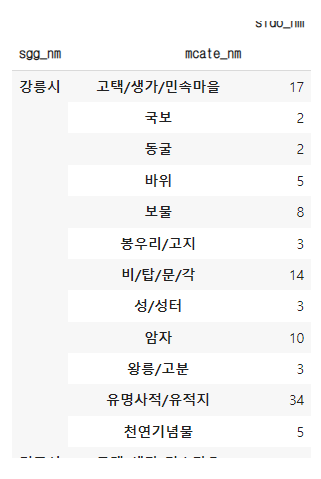 sido_nm
sgg_nm mcate_nm
강릉시 고택/생가/민속마을 17
국보 2
동굴 2
바위 5
보물 8
봉우리/고지 3
비/탑/문/각 14
성/성터 3
암자 10
왕릉/고분 3
유명사적/유적지 34
천연기념물 5